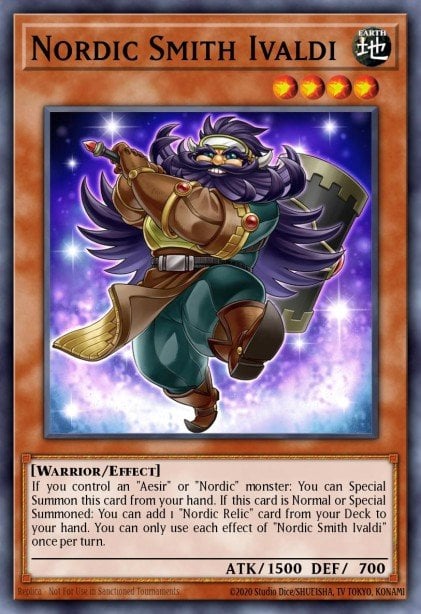 NORDIC SMITH IVALDI
EARTH
地
[WARRIOR/EFFECT]
If you control an "Aesir" or "Nordic" monster: You can Special
Summon this card from your hand. If this card is Normal or Special
Summoned: You can add 1 "Nordic Relic" card from your Deck to
your hand. You can only use each effect of "Nordic Smith Ivaldi"
once per turn.
ATK/1500 DEF/ 700
Replica - Not For Use in Sanctioned Tournaments
©2020 Studio Dice/SHUEISHA, TV TOKYO, KONAMI